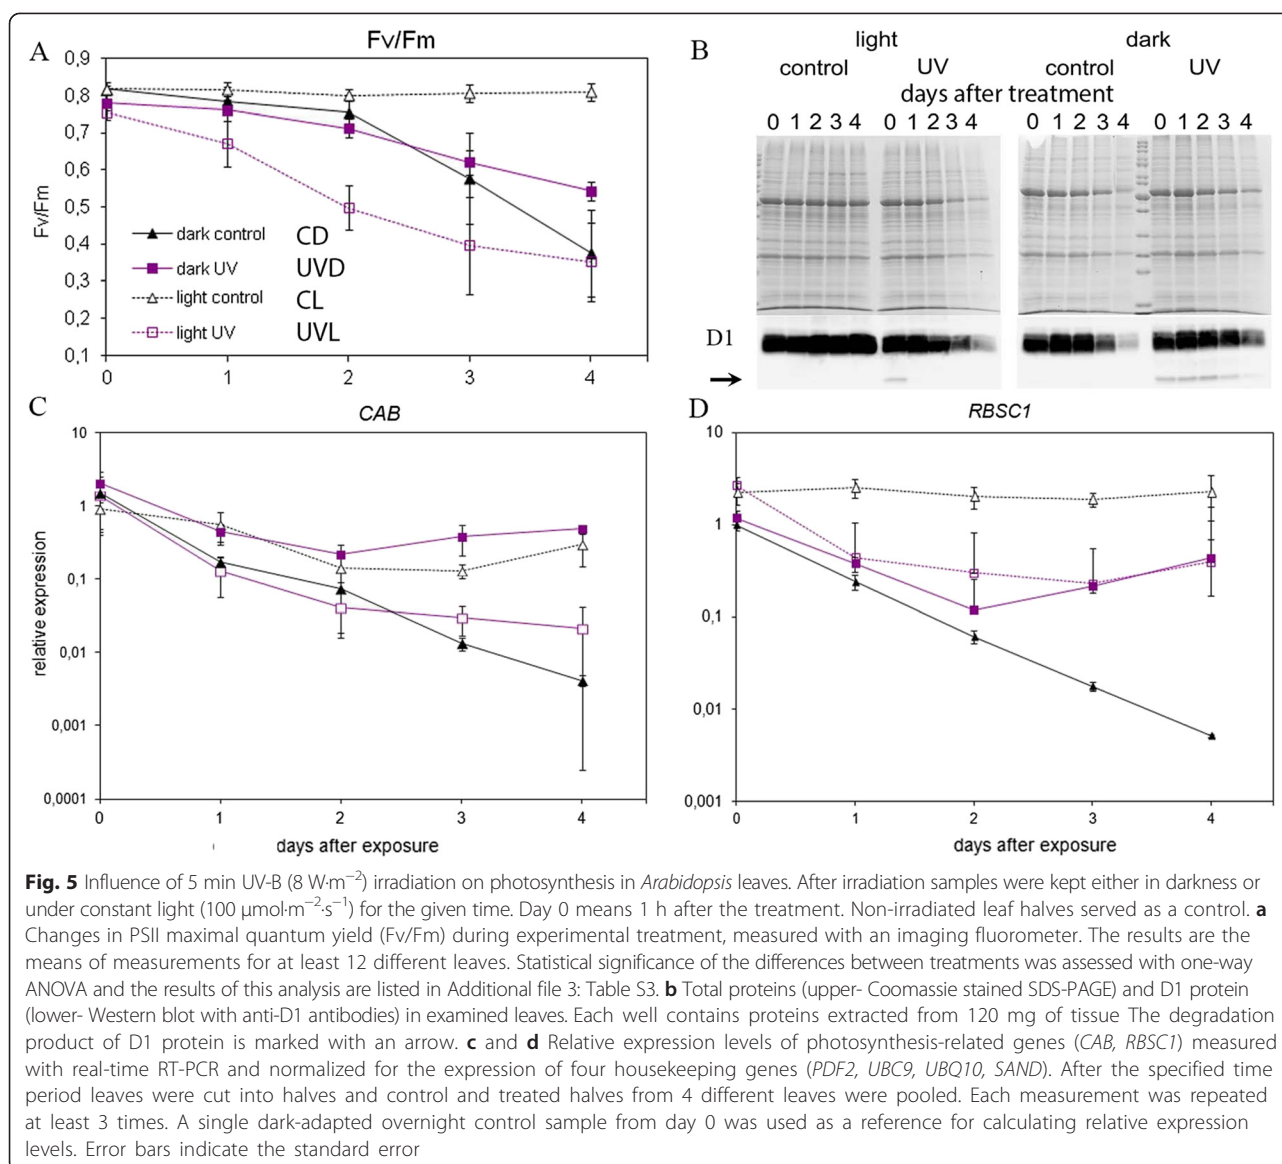 A
Fv/Fm
0,9
0,8
0,7
0,6
0,5
0,4
0,3
0,2
0,1
Fv/Fm
dark control CD
dark UV UVD
light control CL
light UV UVL
0 1 2 3 4
B
light dark
control UV control UV
days after treatment
0 1 2 3 4 0 1 2 3 4 0 1 2 3 4 0 1 2 3 4
D1
C
CAB
10
1
0,1
0,01
0,001
0,0001
relative expression
0 1 2 3 4
days after exposure
D
RBSC1
10
1
0,1
0,01
0,001
0 1 2 3 4
days after exposure
Fig. 5 Influence of 5 min UV-B (8 W·m−2) irradiation on photosynthesis in Arabidopsis leaves. After irradiation samples were kept either in darkness or
under constant light (100 μmol·m−2·s−1) for the given time. Day 0 means 1 h after the treatment. Non-irradiated leaf halves served as a control. a
Changes in PSII maximal quantum yield (Fv/Fm) during experimental treatment, measured with an imaging fluorometer. The results are the
means of measurements for at least 12 different leaves. Statistical significance of the differences between treatments was assessed with one-way
ANOVA and the results of this analysis are listed in Additional file 3: Table S3. b Total proteins (upper- Coomassie stained SDS-PAGE) and D1 protein
(lower- Western blot with anti-D1 antibodies) in examined leaves. Each well contains proteins extracted from 120 mg of tissue The degradation
product of D1 protein is marked with an arrow. c and d Relative expression levels of photosynthesis-related genes (CAB, RBSC1) measured
with real-time RT-PCR and normalized for the expression of four housekeeping genes (PDF2, UBC9, UBQ10, SAND). After the specified time
period leaves were cut into halves and control and treated halves from 4 different leaves were pooled. Each measurement was repeated
at least 3 times. A single dark-adapted overnight control sample from day 0 was used as a reference for calculating relative expression
levels. Error bars indicate the standard error